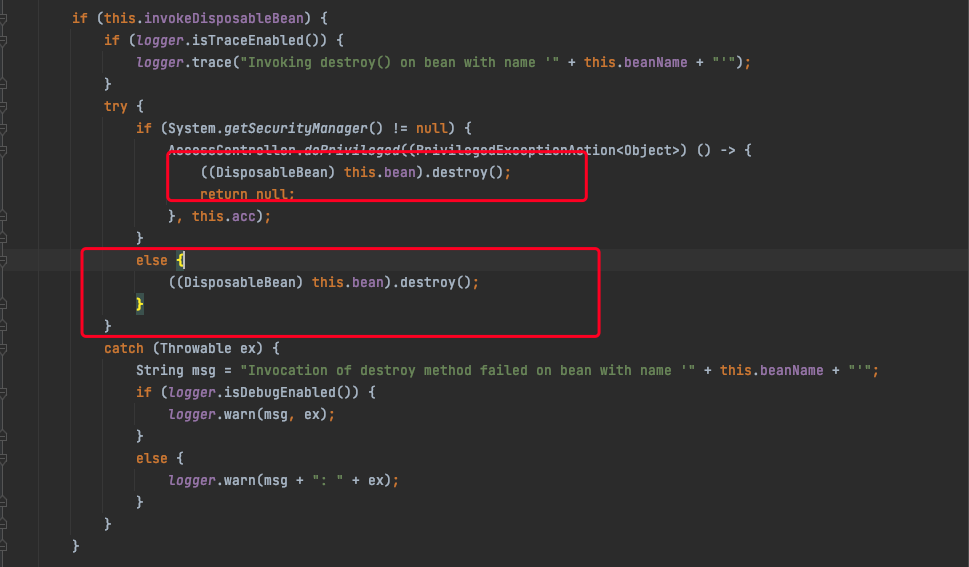 if (this.invokeDisposableBean) {
if (logger.isTraceEnabled()) {
logger.trace("Invoking destroy() on bean with name '" + this.beanName + "'");
}
try {
if (System.getSecurityManager() != null) {
AccessController.doPrivileged((PrivilegedExceptionAction<Object>) () -> {
((DisposableBean) this.bean).destroy();
return null;
}, this.acc);
}
else {
((DisposableBean) this.bean).destroy();
}
}
catch (Throwable ex) {
String msg = "Invocation of destroy method failed on bean with name '" + this.beanName + "'";
if (logger.isDebugEnabled()) {
logger.warn(msg, ex);
}
else {
logger.warn(msg + ": " + ex);
}
}
}